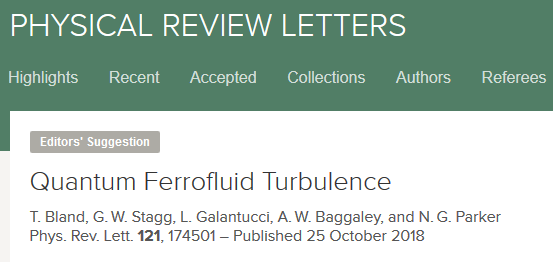 PHYSICAL REVIEW LETTERS
Highlights Recent Accepted Collections Authors Referees
Editors' Suggestion
Quantum Ferrofluid Turbulence
T. Bland, G. W. Stagg, L. Galantucci, A. W. Baggaley, and N. G. Parker
Phys. Rev. Lett. 121, 174501 – Published 25 October 2018